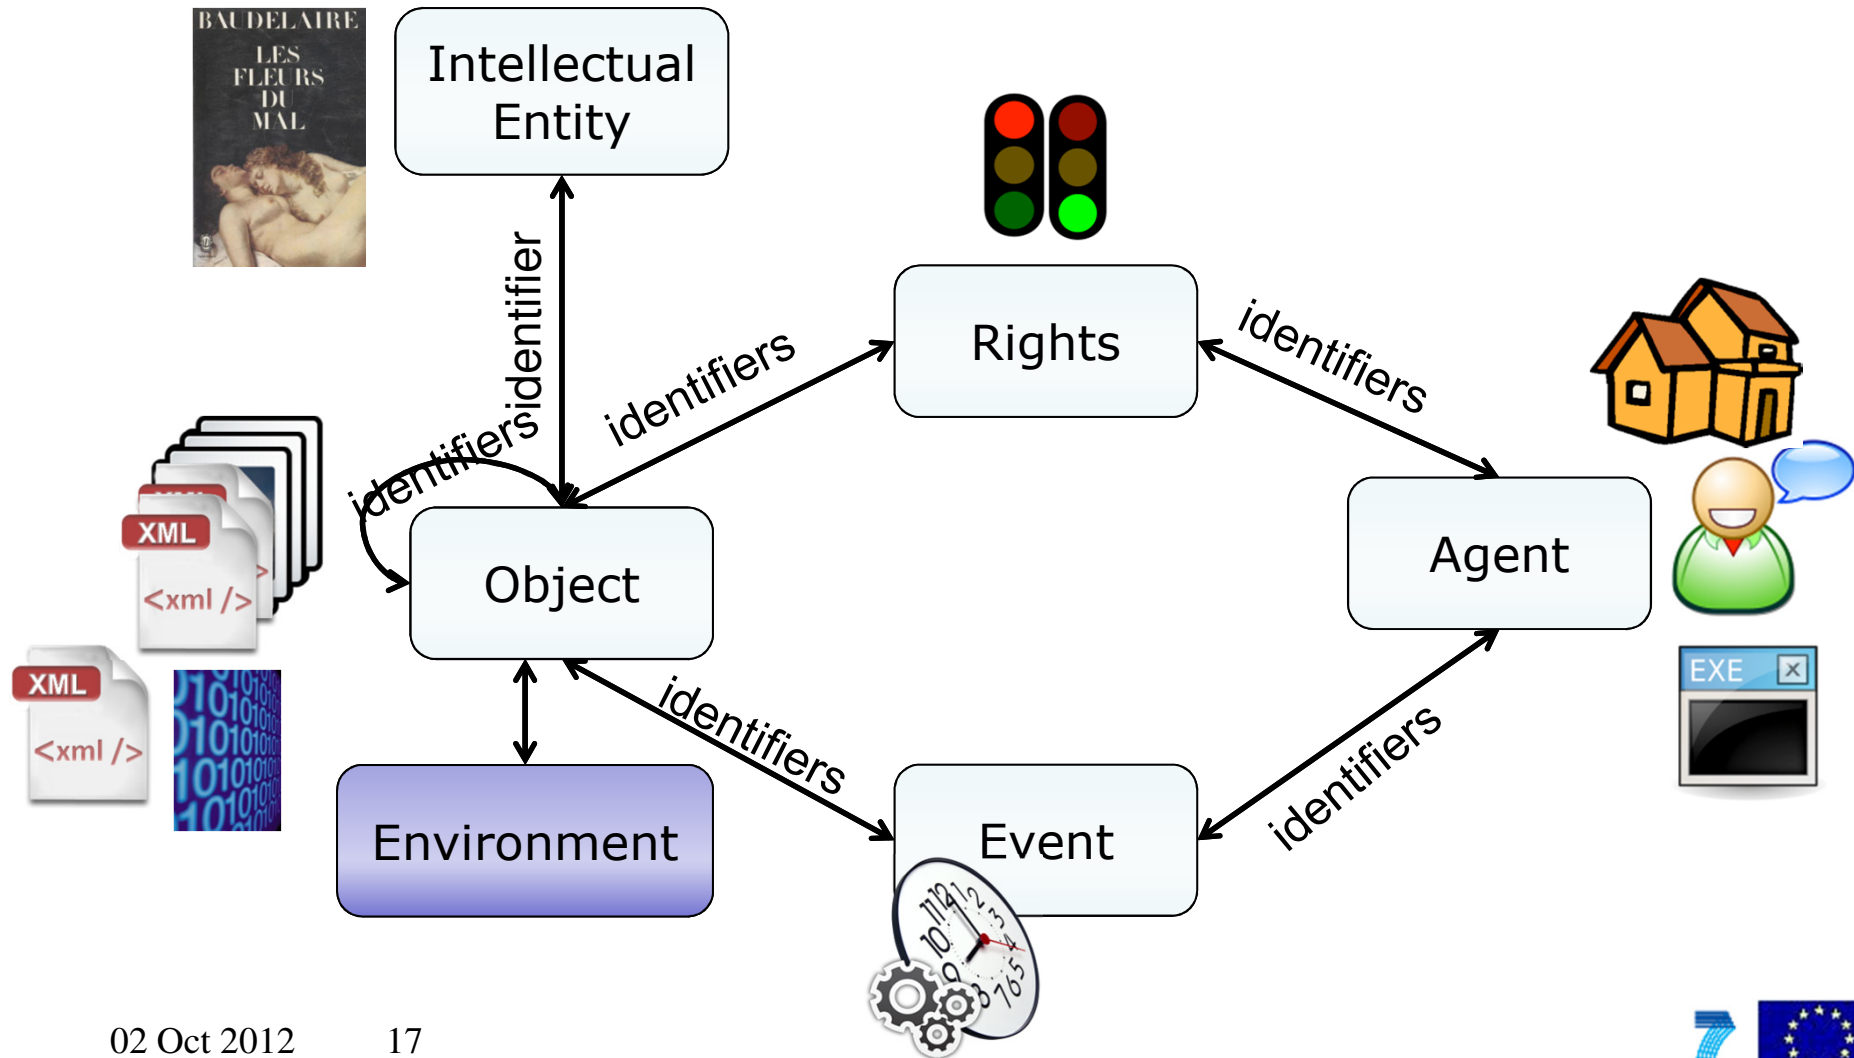 BAUDELAIRE
LES
FLEURS
DU
MAL
Intellectual
Entity
identifier
identifiers
identifiers
Rights
identifiers
XML
<xml />
XML
<xml />
Object
Agent
EXE
identifiers
identifiers
Environment
Event
02 Oct 2012
17